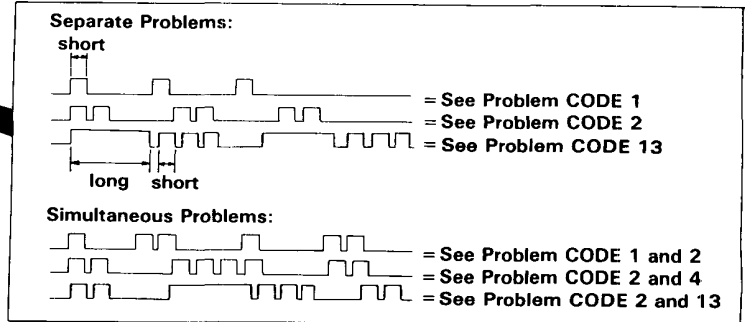 Separate Problems:
short
= See Problem CODE 1
= See Problem CODE 2
= See Problem CODE 13
long short
Simultaneous Problems:
= See Problem CODE 1 and 2
= See Problem CODE 2 and 4
= See Problem CODE 2 and 13